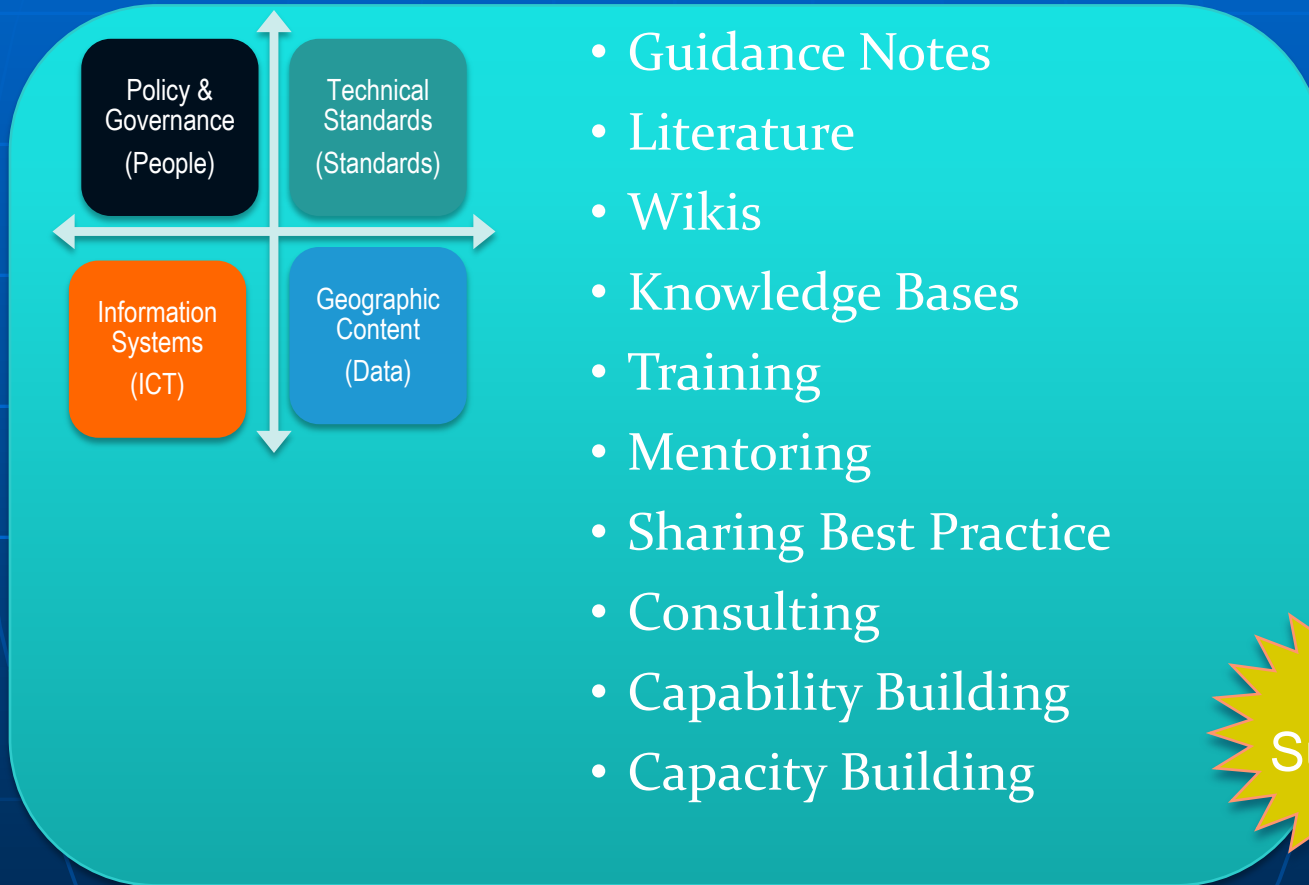 Policy &
Governance
(People)
Technical
Standards
(Standards)
Information
Systems
(ICT)
Geographic
Content
(Data)
• Guidance Notes
• Literature
• Wikis
• Knowledge Bases
• Training
• Mentoring
• Sharing Best Practice
• Consulting
• Capability Building
• Capacity Building